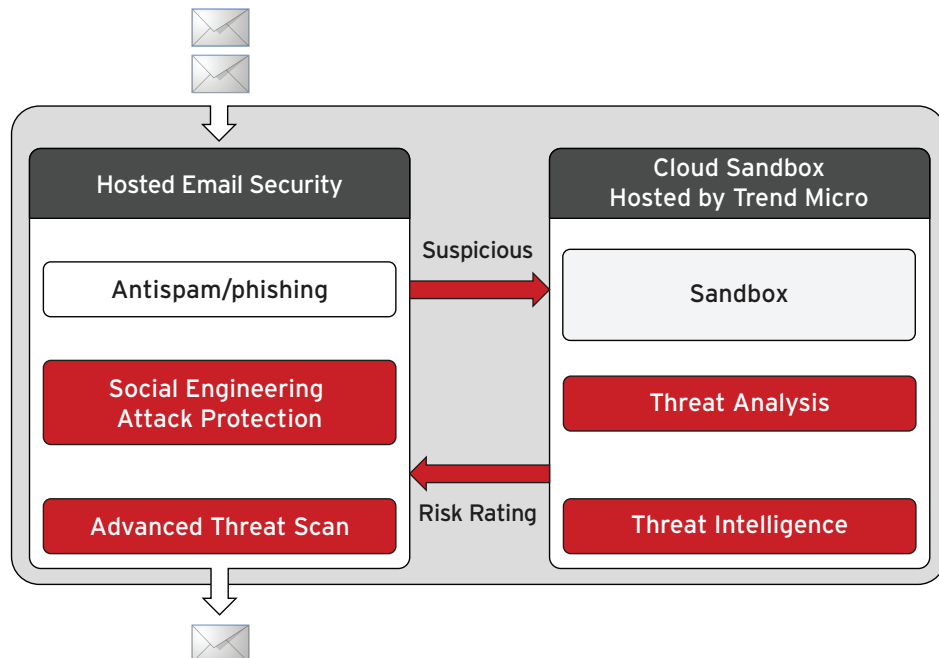 Hosted Email Security
Antispam/phishing
Social Engineering
Attack Protection
Advanced Threat Scan
Suspicious
Risk Rating
Cloud Sandbox
Hosted by Trend Micro
Sandbox
Threat Analysis
Threat Intelligence